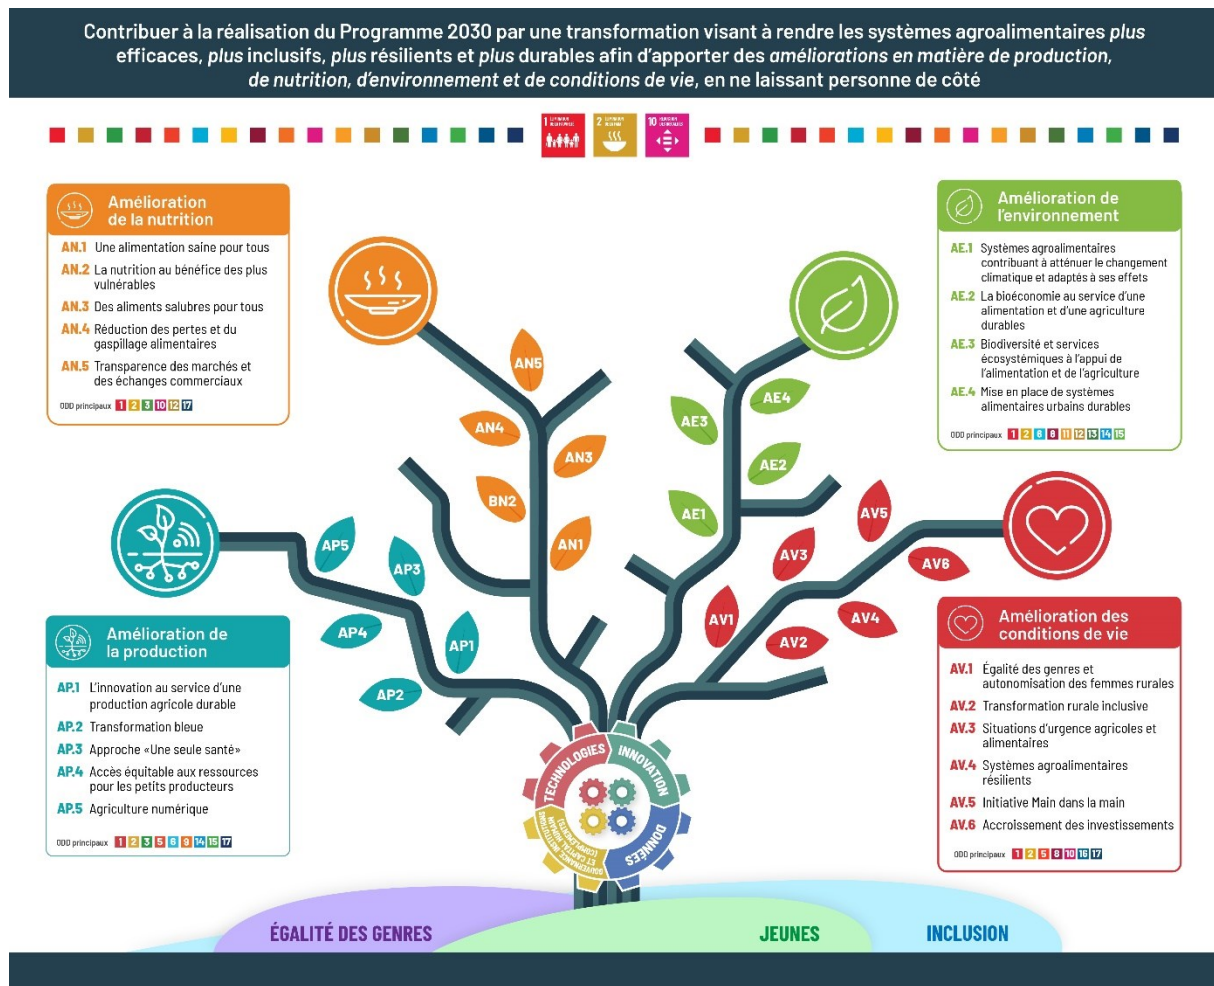 Contribuer à la réalisation du Programme 2030 par une transformation visant à rendre les systèmes agroalimentaires plus
efficaces, plus inclusifs, plus résilients et plus durables afin d'apporter des améliorations en matière de production,
de nutrition, d'environnement et de conditions de vie, en ne laissant personne de côté
1
2
10
Amélioration
de la nutrition
AN.1 Une alimentation saine pour tous
AN.2 La nutrition au bénéfice des plus
vulnérables
AN.3 Des aliments salubres pour tous
AN.4 Réduction des pertes et du
gaspillage alimentaires
AN.5 Transparence des marchés et
des échanges commerciaux
ODD principaux 1 2 3 10 12 17
Amélioration de
l'environnement
AE.1 Systèmes agroalimentaires
contribuant à atténuer le changement
climatique et adaptés à ses effets
AE.2 La bioéconomie au service d'une
alimentation et d'une agriculture
durables
AE.3 Biodiversité et services
écosystémiques à l'appui de
l'alimentation et de l'agriculture
AE.4 Mise en place de systèmes
alimentaires urbains durables
ODD principaux 1 2 6 8 11 12 13 14 15
AN5
AN4
AN3
BN2
AN1
AE4
AE3
AE2
AE1
AP5
AP3
AP4
AP1
AP2
AV5
AV3
AV6
AV1
AV4
AV2
Amélioration de
la production
AP.1 L'innovation au service d'une
production agricole durable
AP.2 Transformation bleue
AP.3 Approche «Une seule santé»
AP.4 Accès équitable aux ressources
pour les petits producteurs
AP.5 Agriculture numérique
ODD principaux 1 2 3 5 6 9 14 15 17
Amélioration des
conditions de vie
AV.1 Égalité des genres et
autonomisation des femmes rurales
AV.2 Transformation rurale inclusive
AV.3 Situations d'urgence agricoles et
alimentaires
AV.4 Systèmes agroalimentaires
résilients
AV.5 Initiative Main dans la main
AV.6 Accroissement des investissements
ODD principaux 1 2 5 8 10 16 17
TECHNOLOGIES
INNOVATION
DONNÉES
GOUVERNANCE, CAPITAL HUMAIN
ET INSTITUTIONS
(COMPLÉMENTS)
ÉGALITÉ DES GENRES
JEUNES
INCLUSION